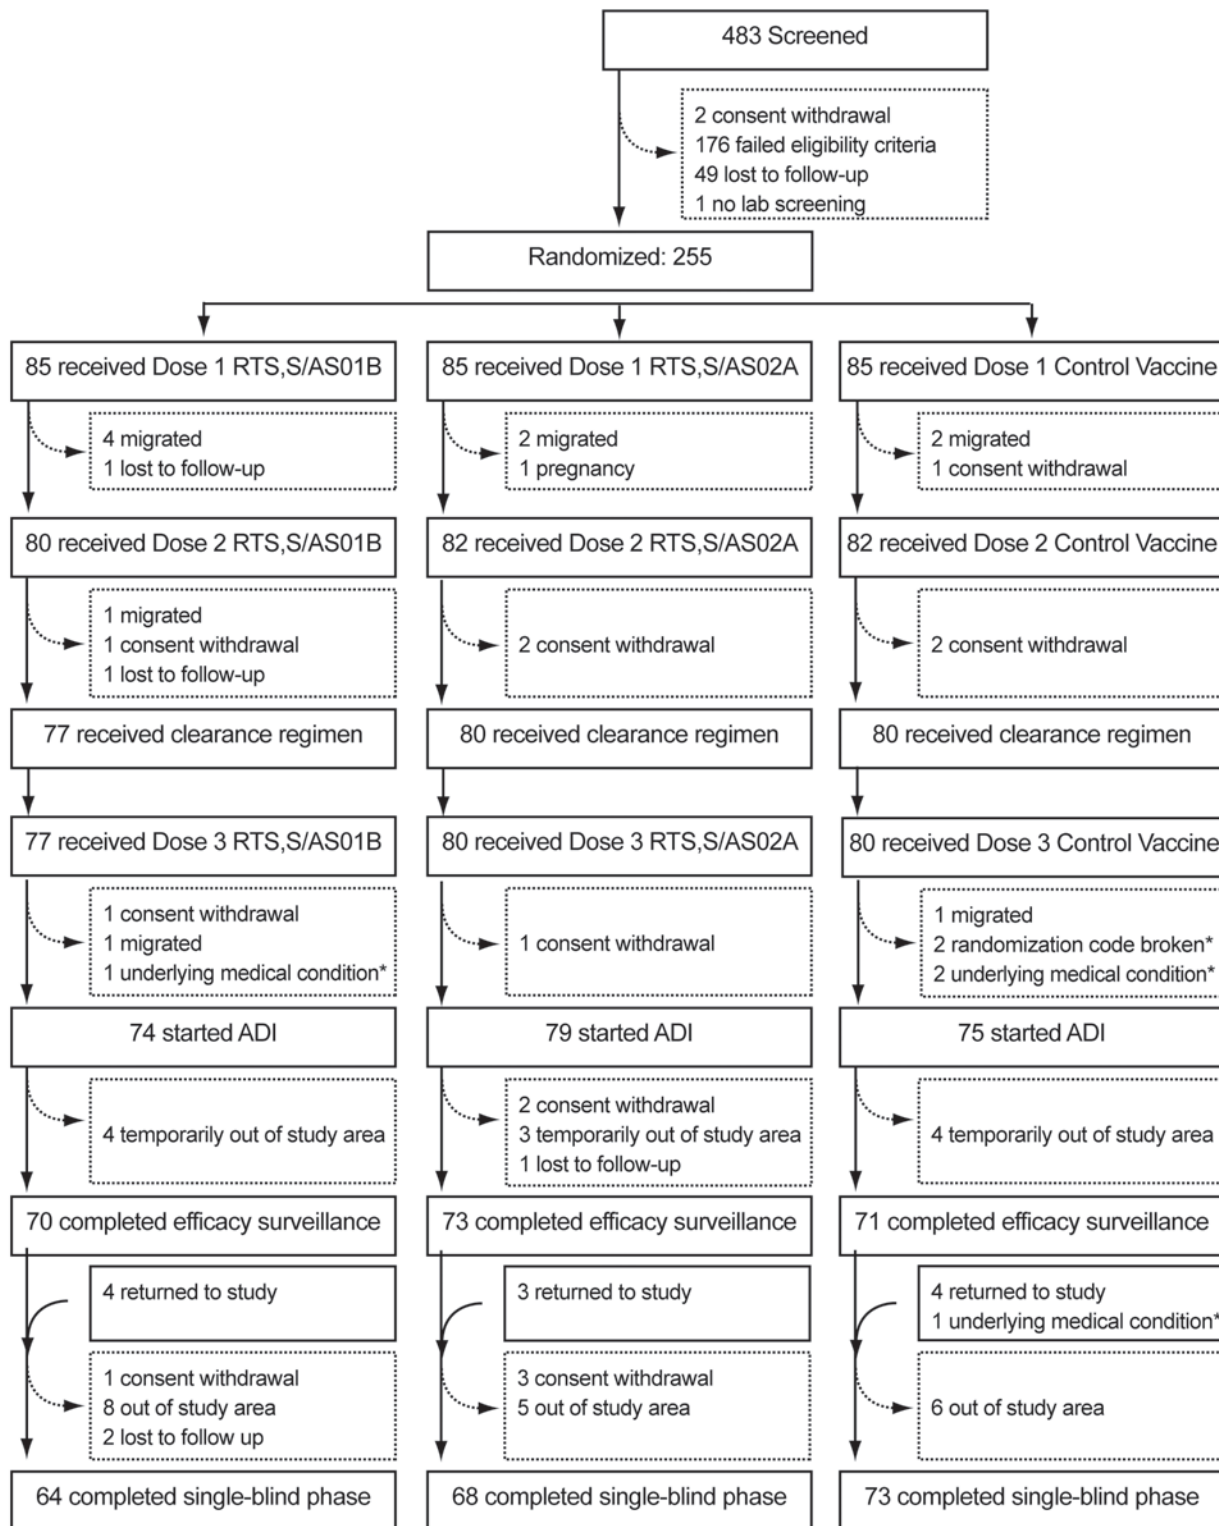 483 Screened
2 consent withdrawal
176 failed eligibility criteria
49 lost to follow-up
1 no lab screening
Randomized: 255
85 received Dose 1 RTS,S/AS01B
85 received Dose 1 RTS,S/AS02A
85 received Dose 1 Control Vaccine
4 migrated
1 lost to follow-up
2 migrated
1 pregnancy
2 migrated
1 consent withdrawal
80 received Dose 2 RTS,S/AS01B
82 received Dose 2 RTS,S/AS02A
82 received Dose 2 Control Vaccine
1 migrated
1 consent withdrawal
1 lost to follow-up
2 consent withdrawal
2 consent withdrawal
77 received clearance regimen
80 received clearance regimen
80 received clearance regimen
77 received Dose 3 RTS,S/AS01B
80 received Dose 3 RTS,S/AS02A
80 received Dose 3 Control Vaccine
1 consent withdrawal
1 migrated
1 underlying medical condition*
1 consent withdrawal
1 migrated
2 randomization code broken*
2 underlying medical condition*
74 started ADI
79 started ADI
75 started ADI
4 temporarily out of study area
2 consent withdrawal
3 temporarily out of study area
1 lost to follow-up
4 temporarily out of study area
70 completed efficacy surveillance
73 completed efficacy surveillance
71 completed efficacy surveillance
4 returned to study
3 returned to study
4 returned to study
1 underlying medical condition*
1 consent withdrawal
8 out of study area
2 lost to follow up
3 consent withdrawal
5 out of study area
6 out of study area
64 completed single-blind phase
68 completed single-blind phase
73 completed single-blind phase